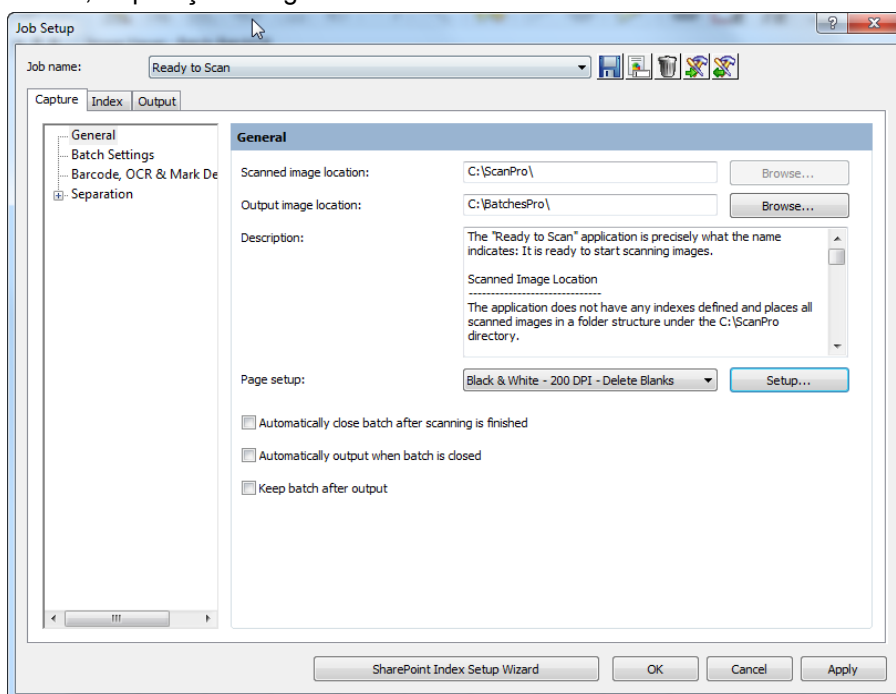 Job Setup
Job name:
Ready to Scan
Capture
Index
Output
General
Batch Settings
Barcode, OCR & Mark De
Separation
General
Scanned image location:
C:\ScanPro\
Browse...
Output image location:
C:\BatchesPro\
Browse...
Description:
The "Ready to Scan" application is precisely what the name
indicates: It is ready to start scanning images.
Scanned Image Location
------------------------------
The application does not have any indexes defined and places all
scanned images in a folder structure under the C:\ScanPro
directory.
Page setup:
Black & White - 200 DPI - Delete Blanks
Setup...
Automatically close batch after scanning is finished
Automatically output when batch is closed
Keep batch after output
SharePoint Index Setup Wizard
OK
Cancel
Apply